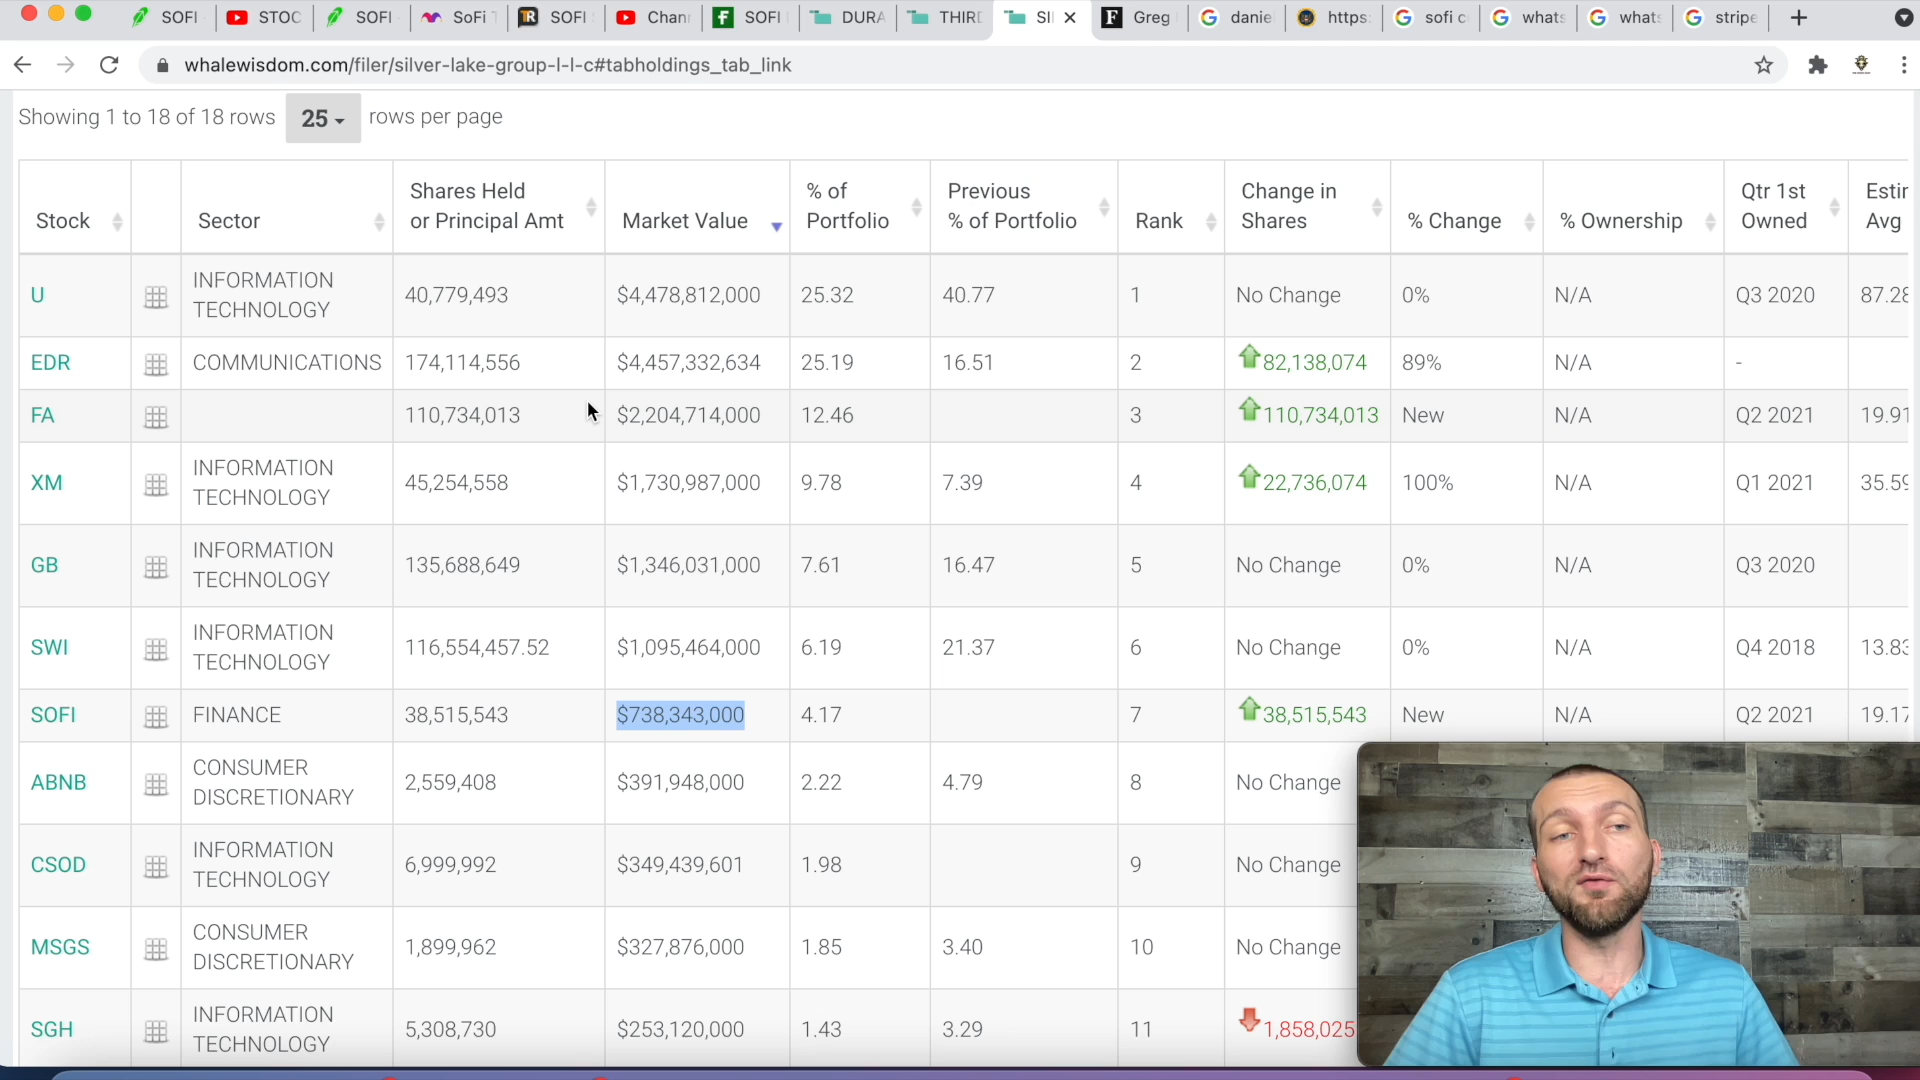 SOFI
STOC
SOFI
SoFi T
SOFI
Chan
SOFI
DURA
THIRD
SI
Greg
danie
https:
sofi c
whats
whats
stripe
whalewisdom.com/filer/silver-lake-group-l-l-c#tabholdings_tab_link
Showing 1 to 18 of 18 rows 25 rows per page
Stock Sector Shares Held or Principal Amt Market Value % of Portfolio Previous % of Portfolio Rank Change in Shares % Change % Ownership Qtr 1st Owned Estir Avg
U INFORMATION TECHNOLOGY 40,779,493 $4,478,812,000 25.32 40.77 1 No Change 0% N/A Q3 2020 87.28
EDR COMMUNICATIONS 174,114,556 $4,457,332,634 25.19 16.51 2 82,138,074 89% N/A -
FA 110,734,013 $2,204,714,000 12.46 3 110,734,013 New N/A Q2 2021 19.91
XM INFORMATION TECHNOLOGY 45,254,558 $1,730,987,000 9.78 7.39 4 22,736,074 100% N/A Q1 2021 35.59
GB INFORMATION TECHNOLOGY 135,688,649 $1,346,031,000 7.61 16.47 5 No Change 0% N/A Q3 2020
SWI INFORMATION TECHNOLOGY 116,554,457.52 $1,095,464,000 6.19 21.37 6 No Change 0% N/A Q4 2018 13.83
SOFI FINANCE 38,515,543 $738,343,000 4.17 7 38,515,543 New N/A Q2 2021 19.17
ABNB CONSUMER DISCRETIONARY 2,559,408 $391,948,000 2.22 4.79 8 No Change
CSOD INFORMATION TECHNOLOGY 6,999,992 $349,439,601 1.98 9 No Change
MSGS CONSUMER DISCRETIONARY 1,899,962 $327,876,000 1.85 3.40 10 No Change
SGH INFORMATION TECHNOLOGY 5,308,730 $253,120,000 1.43 3.29 11 1,858,025